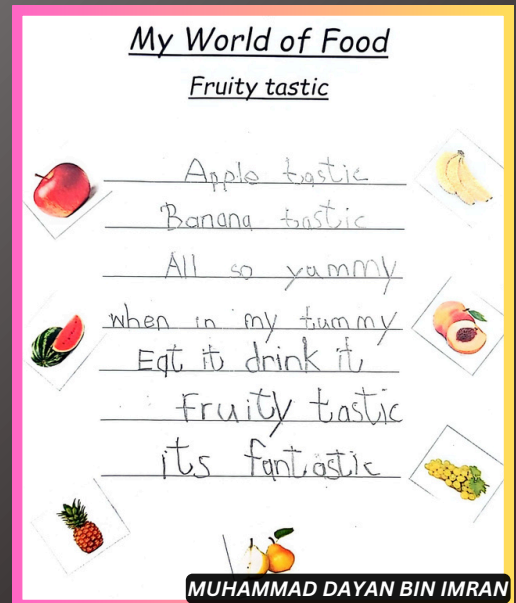 My World of Food
Fruity tastic
Apple tastic
Banana tastic
All so yammy
when in my tummy
Eat it drink it
Fruity tastic
its fantastic
MUHAMMAD DAYAN BIN IMRAN